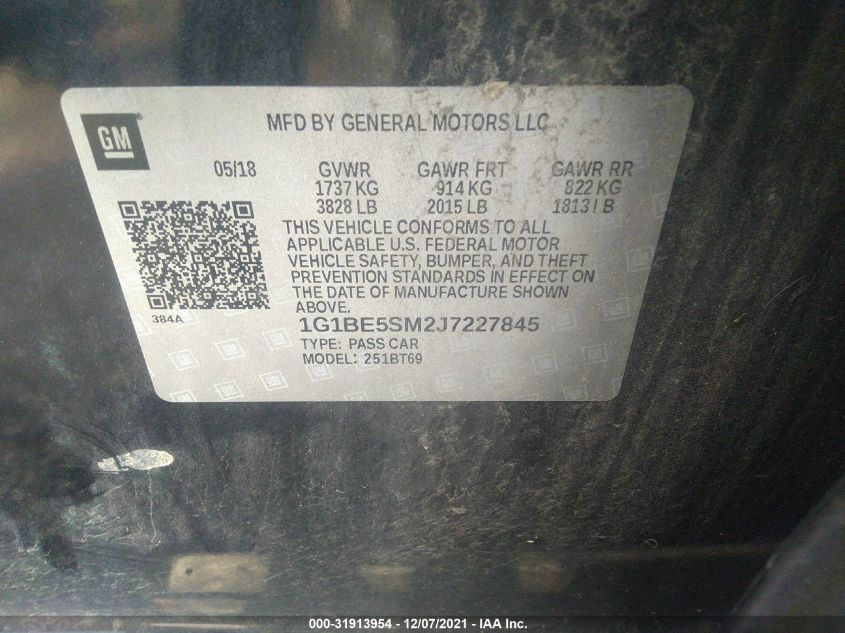 GM
MFD BY GENERAL MOTORS LLC
05/18 GVWR GAWR FRT GAWR RR
1737 KG 914 KG 822 KG
3828 LB 2015 LB 1813 LB
THIS VEHICLE CONFORMS TO ALL
APPLICABLE U.S. FEDERAL MOTOR
VEHICLE SAFETY, BUMPER, AND THEFT
PREVENTION STANDARDS IN EFFECT ON
THE DATE OF MANUFACTURE SHOWN
ABOVE.
384A
1G1BE5SM2J7227845
TYPE: PASS CAR
MODEL: 251BT69
000-31913954 - 12/07/2021 - IAA Inc.